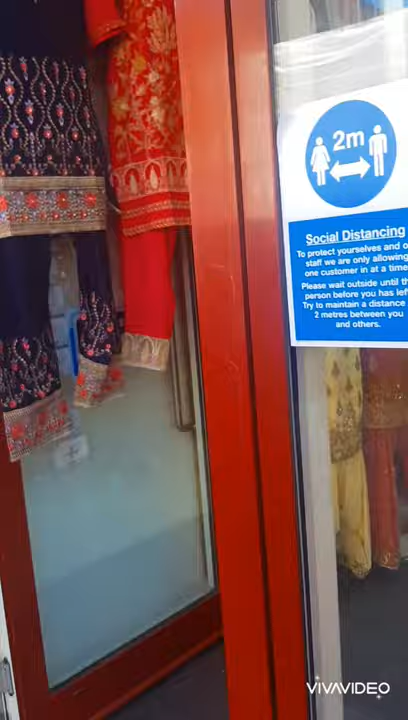 2m
Social Distancing
To protect yourselves and o
staff we are only allowing
one customer in at a time
Please wait outside until th
person before you has lef
Try to maintain a distance
2 metres between you
and others.
VIVAVIDEO